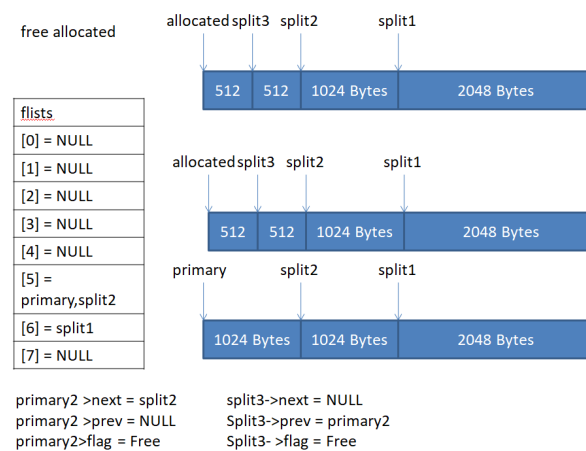 free allocated
allocated split3 split2 split1
512 512 1024 Bytes 2048 Bytes
flists
[0] = NULL
[1] = NULL
[2] = NULL
[3] = NULL
[4] = NULL
[5] =
primary,split2
[6] = split1
[7] = NULL
allocated split3 split2 split1
512 512 1024 Bytes 2048 Bytes
primary split2 split1
1024 Bytes 1024 Bytes 2048 Bytes
primary2 >next = split2
primary2 >prev = NULL
primary2>flag = Free
split3->next = NULL
Split3->prev = primary2
Split3- >flag = Free